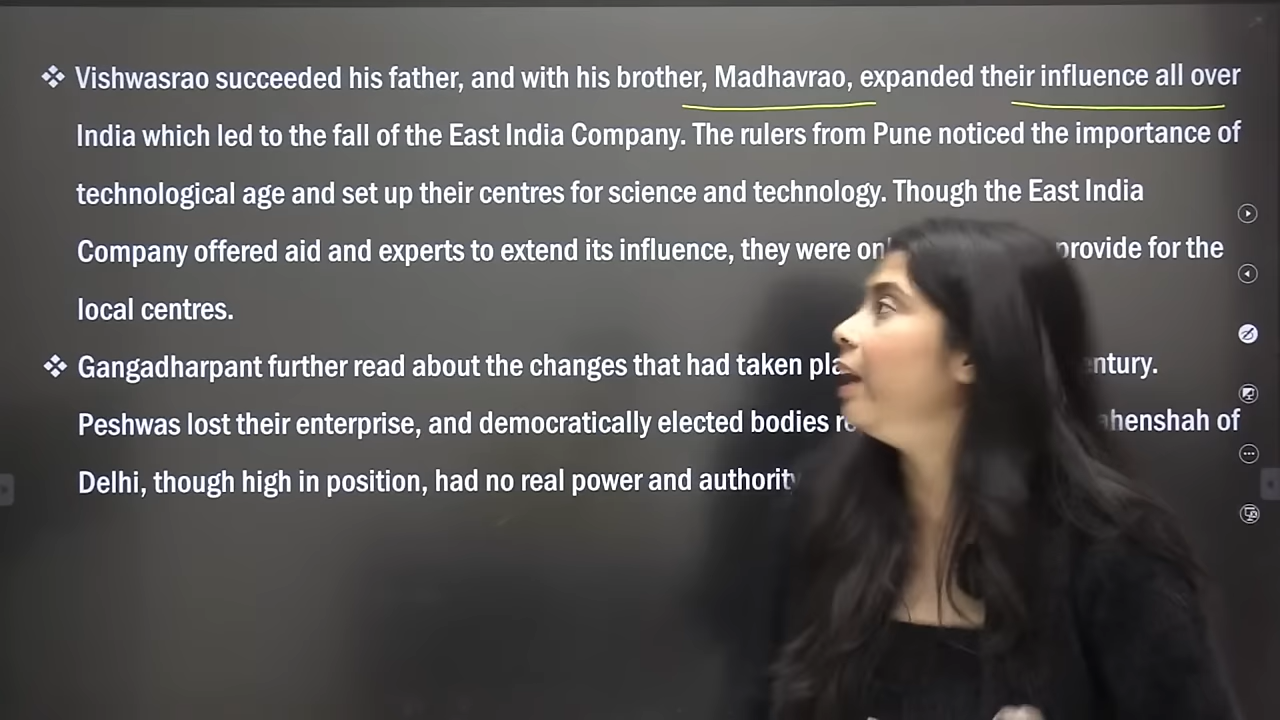 ❖ Vishwasrao succeeded his father, and with his brother, Madhavrao, expanded their influence all over
India which led to the fall of the East India Company. The rulers from Pune noticed the importance of
technological age and set up their centres for science and technology. Though the East India
Company offered aid and experts to extend its influence, they were provide for the
local centres.
❖ Gangadharpant further read about the changes that had taken
Peshwas lost their enterprise, and democratically elected bodies of
Delhi, though high in position, had no real power and authority